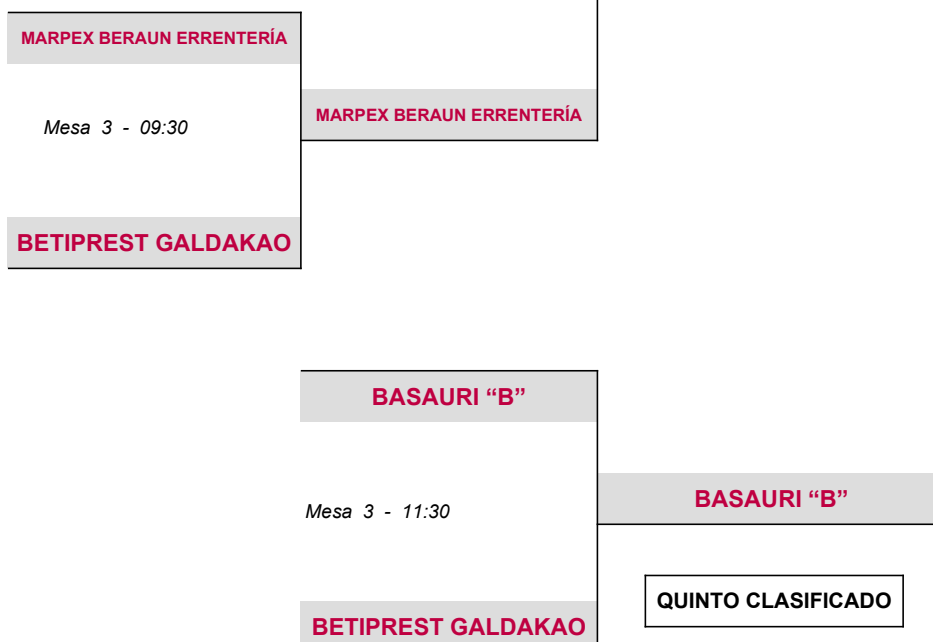 MARPEX BERAUN ERRENTERÍA
MARPEX BERAUN ERRENTERÍA
Mesa 3 - 09:30
BETIPREST GALDAKAO
BASAURI “B”
BASAURI “B”
Mesa 3 - 11:30
QUINTO CLASIFICADO
BETIPREST GALDAKAO